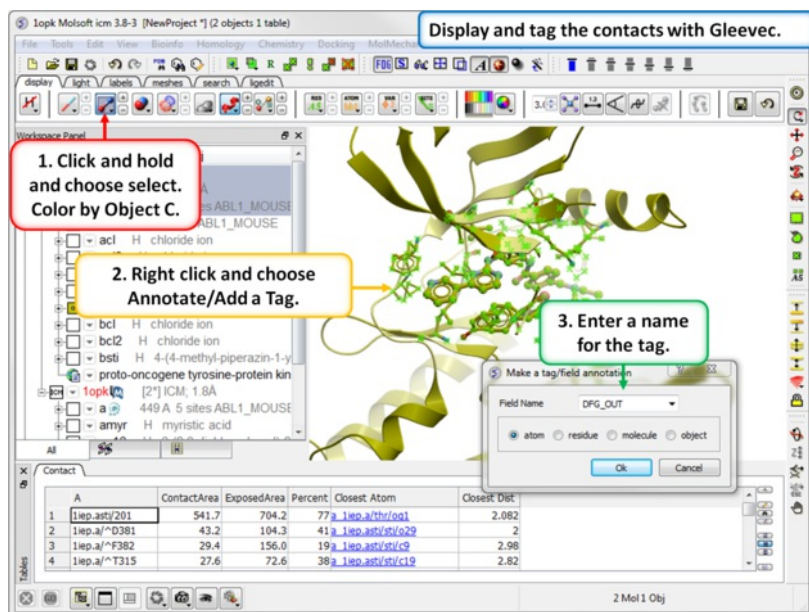 1opk Molsoft icm 3.8-3 [NewProject *] (2 objects 1 table)
Display and tag the contacts with Gleevec.
File Tools Edit View Bioinfo Homology Chemistry Docking MolMechanics
display light labels meshes search ligedit
Workspace Panel
1. Click and hold
and choose select.
Color by Object C.
ABL1_MOUSE
ABL1_MOUSE
acl H chloride ion
2. Right click and choose
Annotate/Add a Tag.
bcl H chloride ion
bcl2 H chloride ion
bsti H 4-(4-methyl-piperazin-1-y
proto-oncogene tyrosine-protein kin
1opk [2*] ICM; 1.8Å
a 449 A 5 sites ABL1_MOUSE
amyr H myristic acid
All
3. Enter a name
for the tag.
Make a tag/field annotation
Field Name DFG_OUT
atom residue molecule object
Ok Cancel
Contact
A ContactArea ExposedArea Percent Closest Atom Closest Dist
1 1iep.asti/201 541.7 704.2 77 a_1iep.a/thr/og1 2.082
2 1iep.a/^D381 43.2 104.3 41 a_1iep.asti/sti/o29 2
3 1iep.a/^F382 29.4 156.0 19 a_1iep.asti/sti/c9 2.98
4 1iep.a/^T315 27.6 72.6 38 a_1iep.asti/sti/c19 2.82
Tables
2 Mol 1 Obj